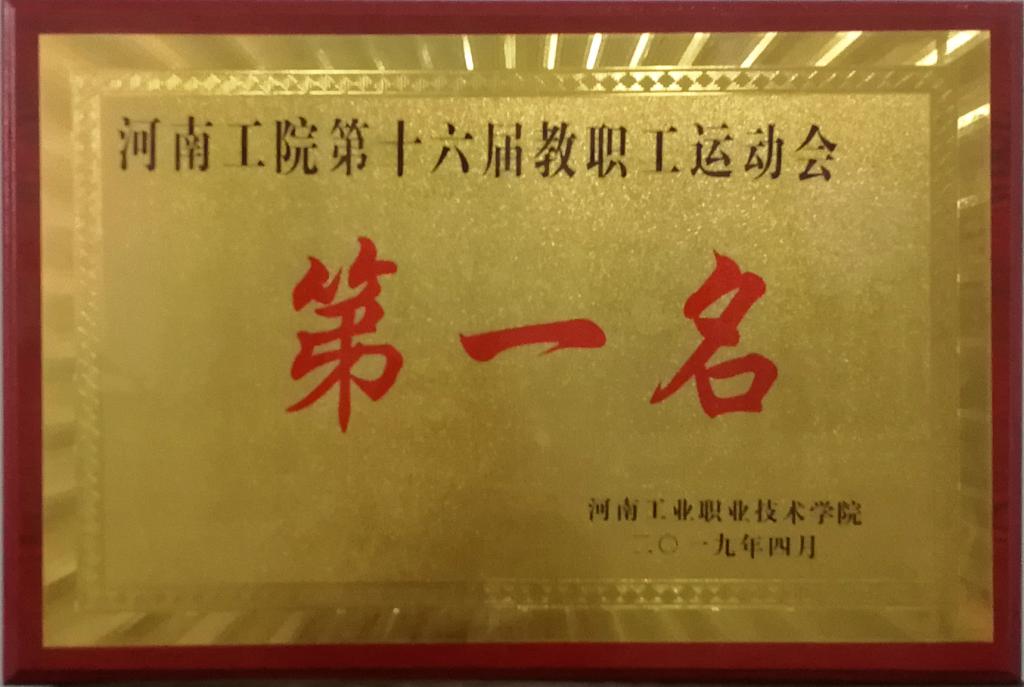 河南工院第十六届教职工运动会
第一名
河南工业职业技术学院
二〇一九年四月